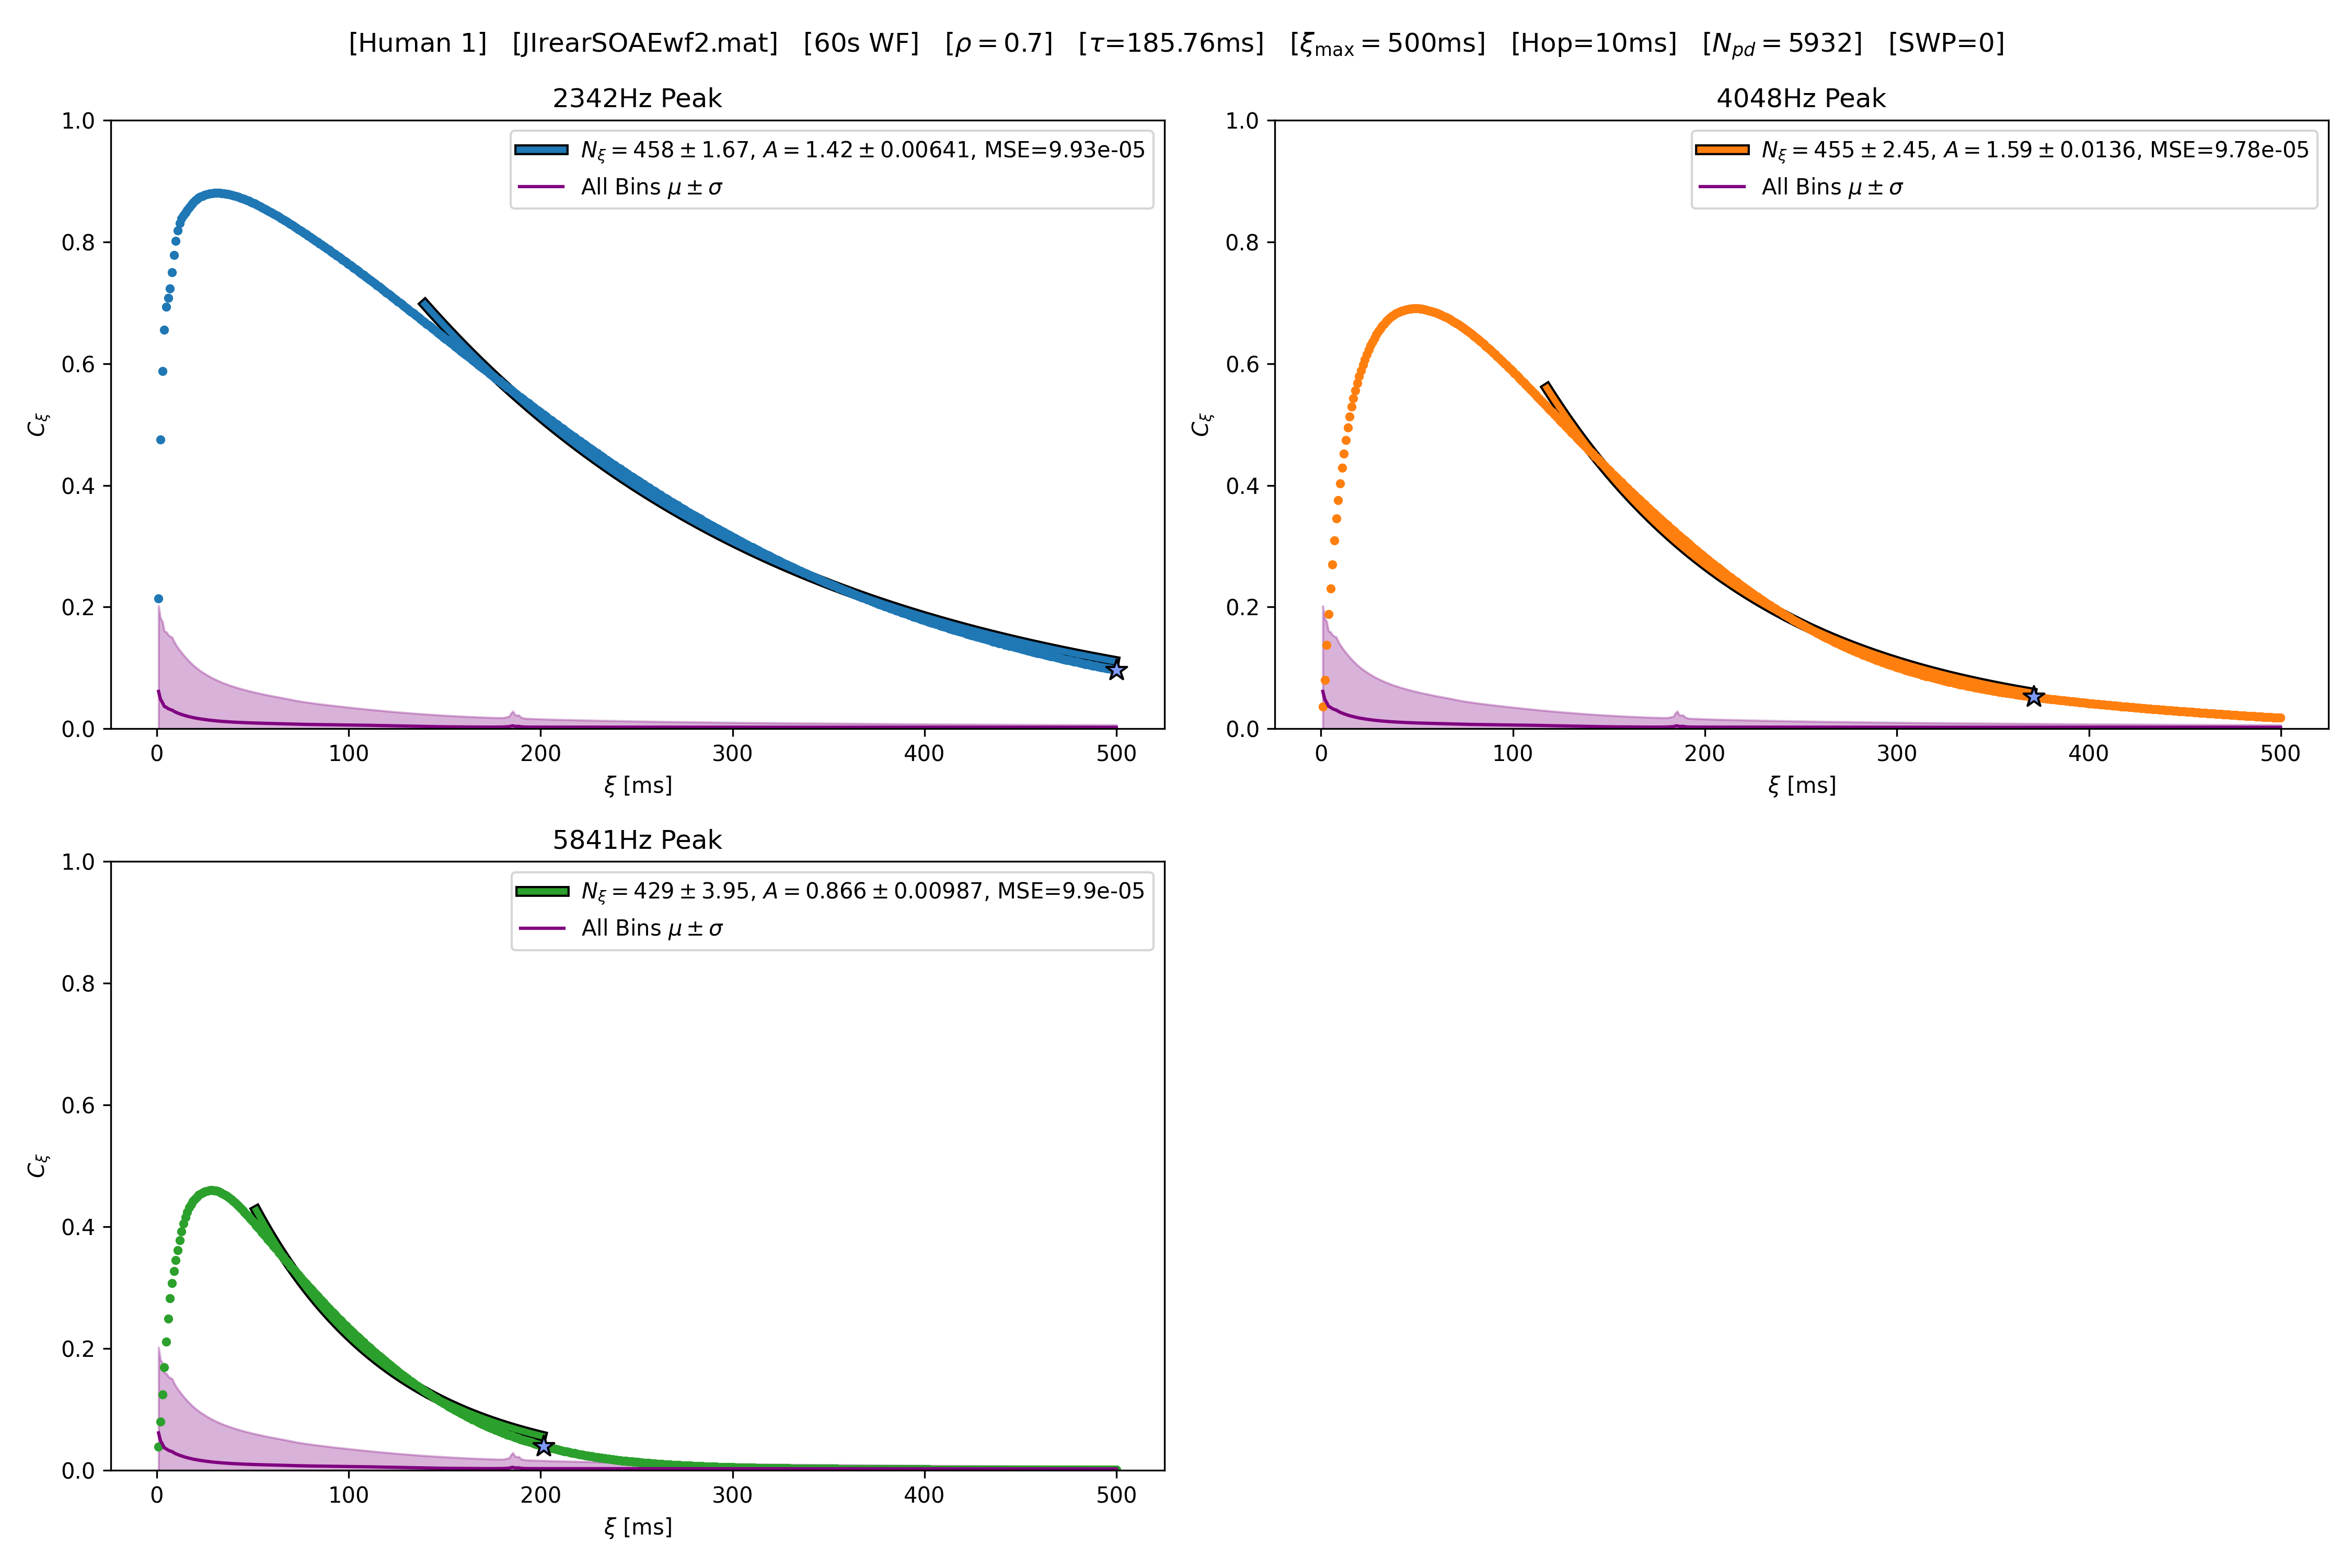 [Human 1] [JIrearSOAEwf2.mat] [60s WF] [ρ = 0.7] [τ=185.76ms] [ξmax = 500ms] [Hop=10ms] [Npd = 5932] [SWP=0]
2342Hz Peak
1.0
0.8
0.6
0.4
0.2
0.0
Cξ
Nξ = 458 ± 1.67, A = 1.42 ± 0.00641, MSE=9.93e-05
All Bins μ ± σ
0 100 200 300 400 500
ξ [ms]
4048Hz Peak
1.0
0.8
0.6
0.4
0.2
0.0
Cξ
Nξ = 455 ± 2.45, A = 1.59 ± 0.0136, MSE=9.78e-05
All Bins μ ± σ
0 100 200 300 400 500
ξ [ms]
5841Hz Peak
1.0
0.8
0.6
0.4
0.2
0.0
Cξ
Nξ = 429 ± 3.95, A = 0.866 ± 0.00987, MSE=9.9e-05
All Bins μ ± σ
0 100 200 300 400 500
ξ [ms]